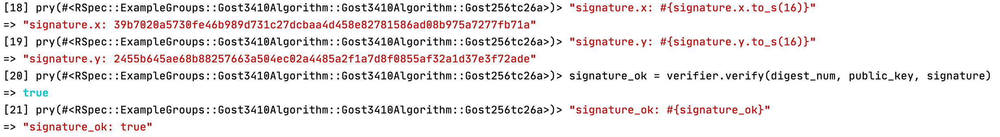 [18] pry(#<RSpec::ExampleGroups::Gost3410Algorithm::Gost3410Algorithm::Gost256tc26a>)> "signature.x: #{signature.x.to_s(16)}"
=> "signature.x: 39b7020a5730fe46b989d731c27dcbaa4d458e82781586ad08b975a7277fb71a"
[19] pry(#<RSpec::ExampleGroups::Gost3410Algorithm::Gost3410Algorithm::Gost256tc26a>)> "signature.y: #{signature.y.to_s(16)}"
=> "signature.y: 2455b645ae68b88257663a504ec02a4485a2f1a7d8f0855af32a1d37e3f72ade"
[20] pry(#<RSpec::ExampleGroups::Gost3410Algorithm::Gost3410Algorithm::Gost256tc26a>)> signature_ok = verifier.verify(digest_num, public_key, signature)
=> true
[21] pry(#<RSpec::ExampleGroups::Gost3410Algorithm::Gost3410Algorithm::Gost256tc26a>)> "signature_ok: #{signature_ok}"
=> "signature_ok: true"